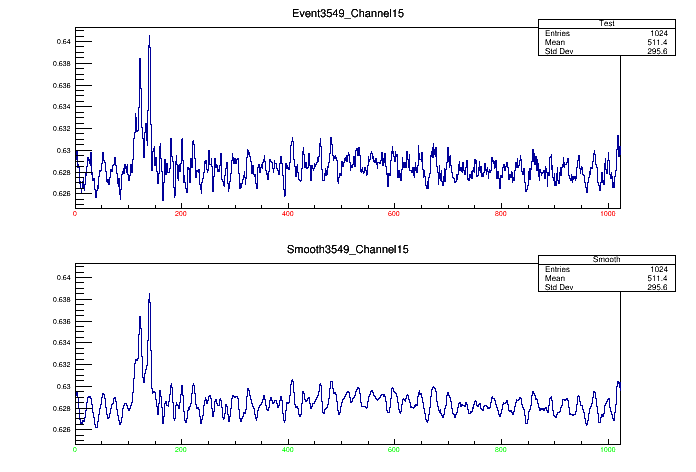 Event3549_Channel15
Test
Entries 1024
Mean 511.4
Std Dev 295.6
0.64
0.638
0.636
0.634
0.632
0.63
0.628
0.626
0 200 400 600 800 1000
Smooth3549_Channel15
Smooth
Entries 1024
Mean 511.4
Std Dev 295.6
0.64
0.638
0.636
0.634
0.632
0.63
0.628
0.626
0 200 400 600 800 1000